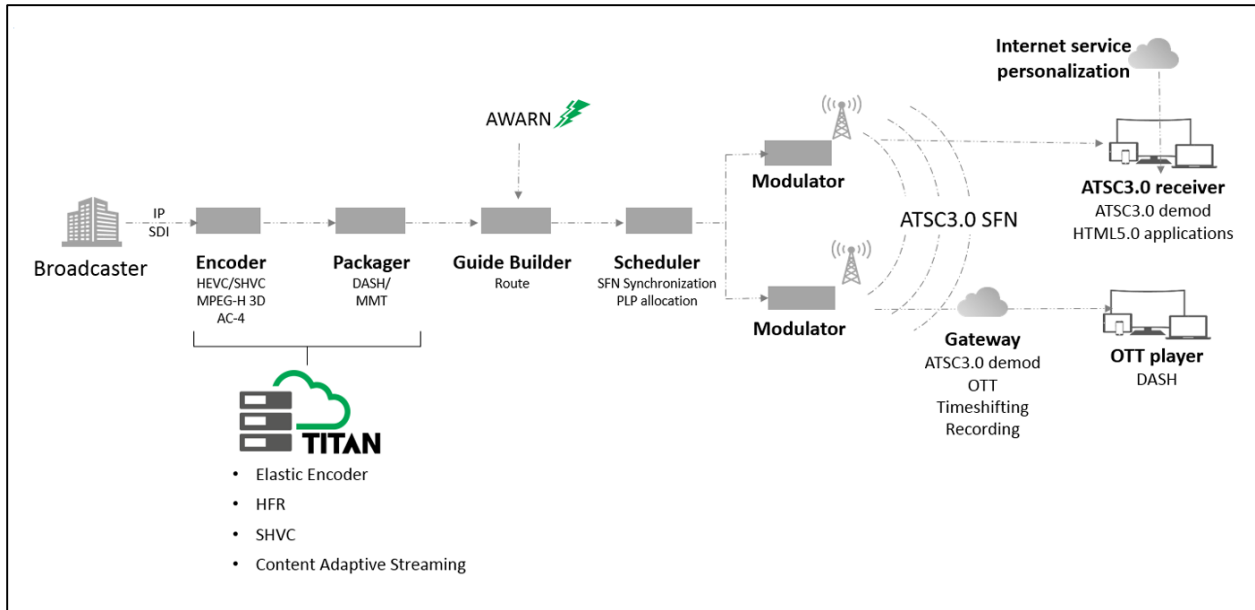 Internet service
personalization
AWARN
Modulator
ATSC3.0 receiver
ATSC3.0 demod
HTML5.0 applications
ATSC3.0 SFN
IP
SDI
Broadcaster
Encoder
HEVC/SHVC
MPEG-H 3D
AC-4
Packager
DASH/
MMT
Guide Builder
Route
Scheduler
SFN Synchronization
PLP allocation
Modulator
Gateway
ATSC3.0 demod
OTT
Timeshifting
Recording
OTT player
DASH
TITAN
• Elastic Encoder
• HFR
• SHVC
• Content Adaptive Streaming